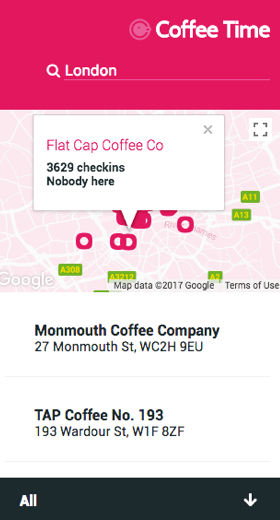 Coffee Time
London
Flat Cap Coffee Co
3629 checkins
Nobody here
A11
A13
A308
A3212
A2
Google
Map data ©2017 Google
Terms of Use
Monmouth Coffee Company
27 Monmouth St, WC2H 9EU
TAP Coffee No. 193
193 Wardour St, W1F 8ZF
All